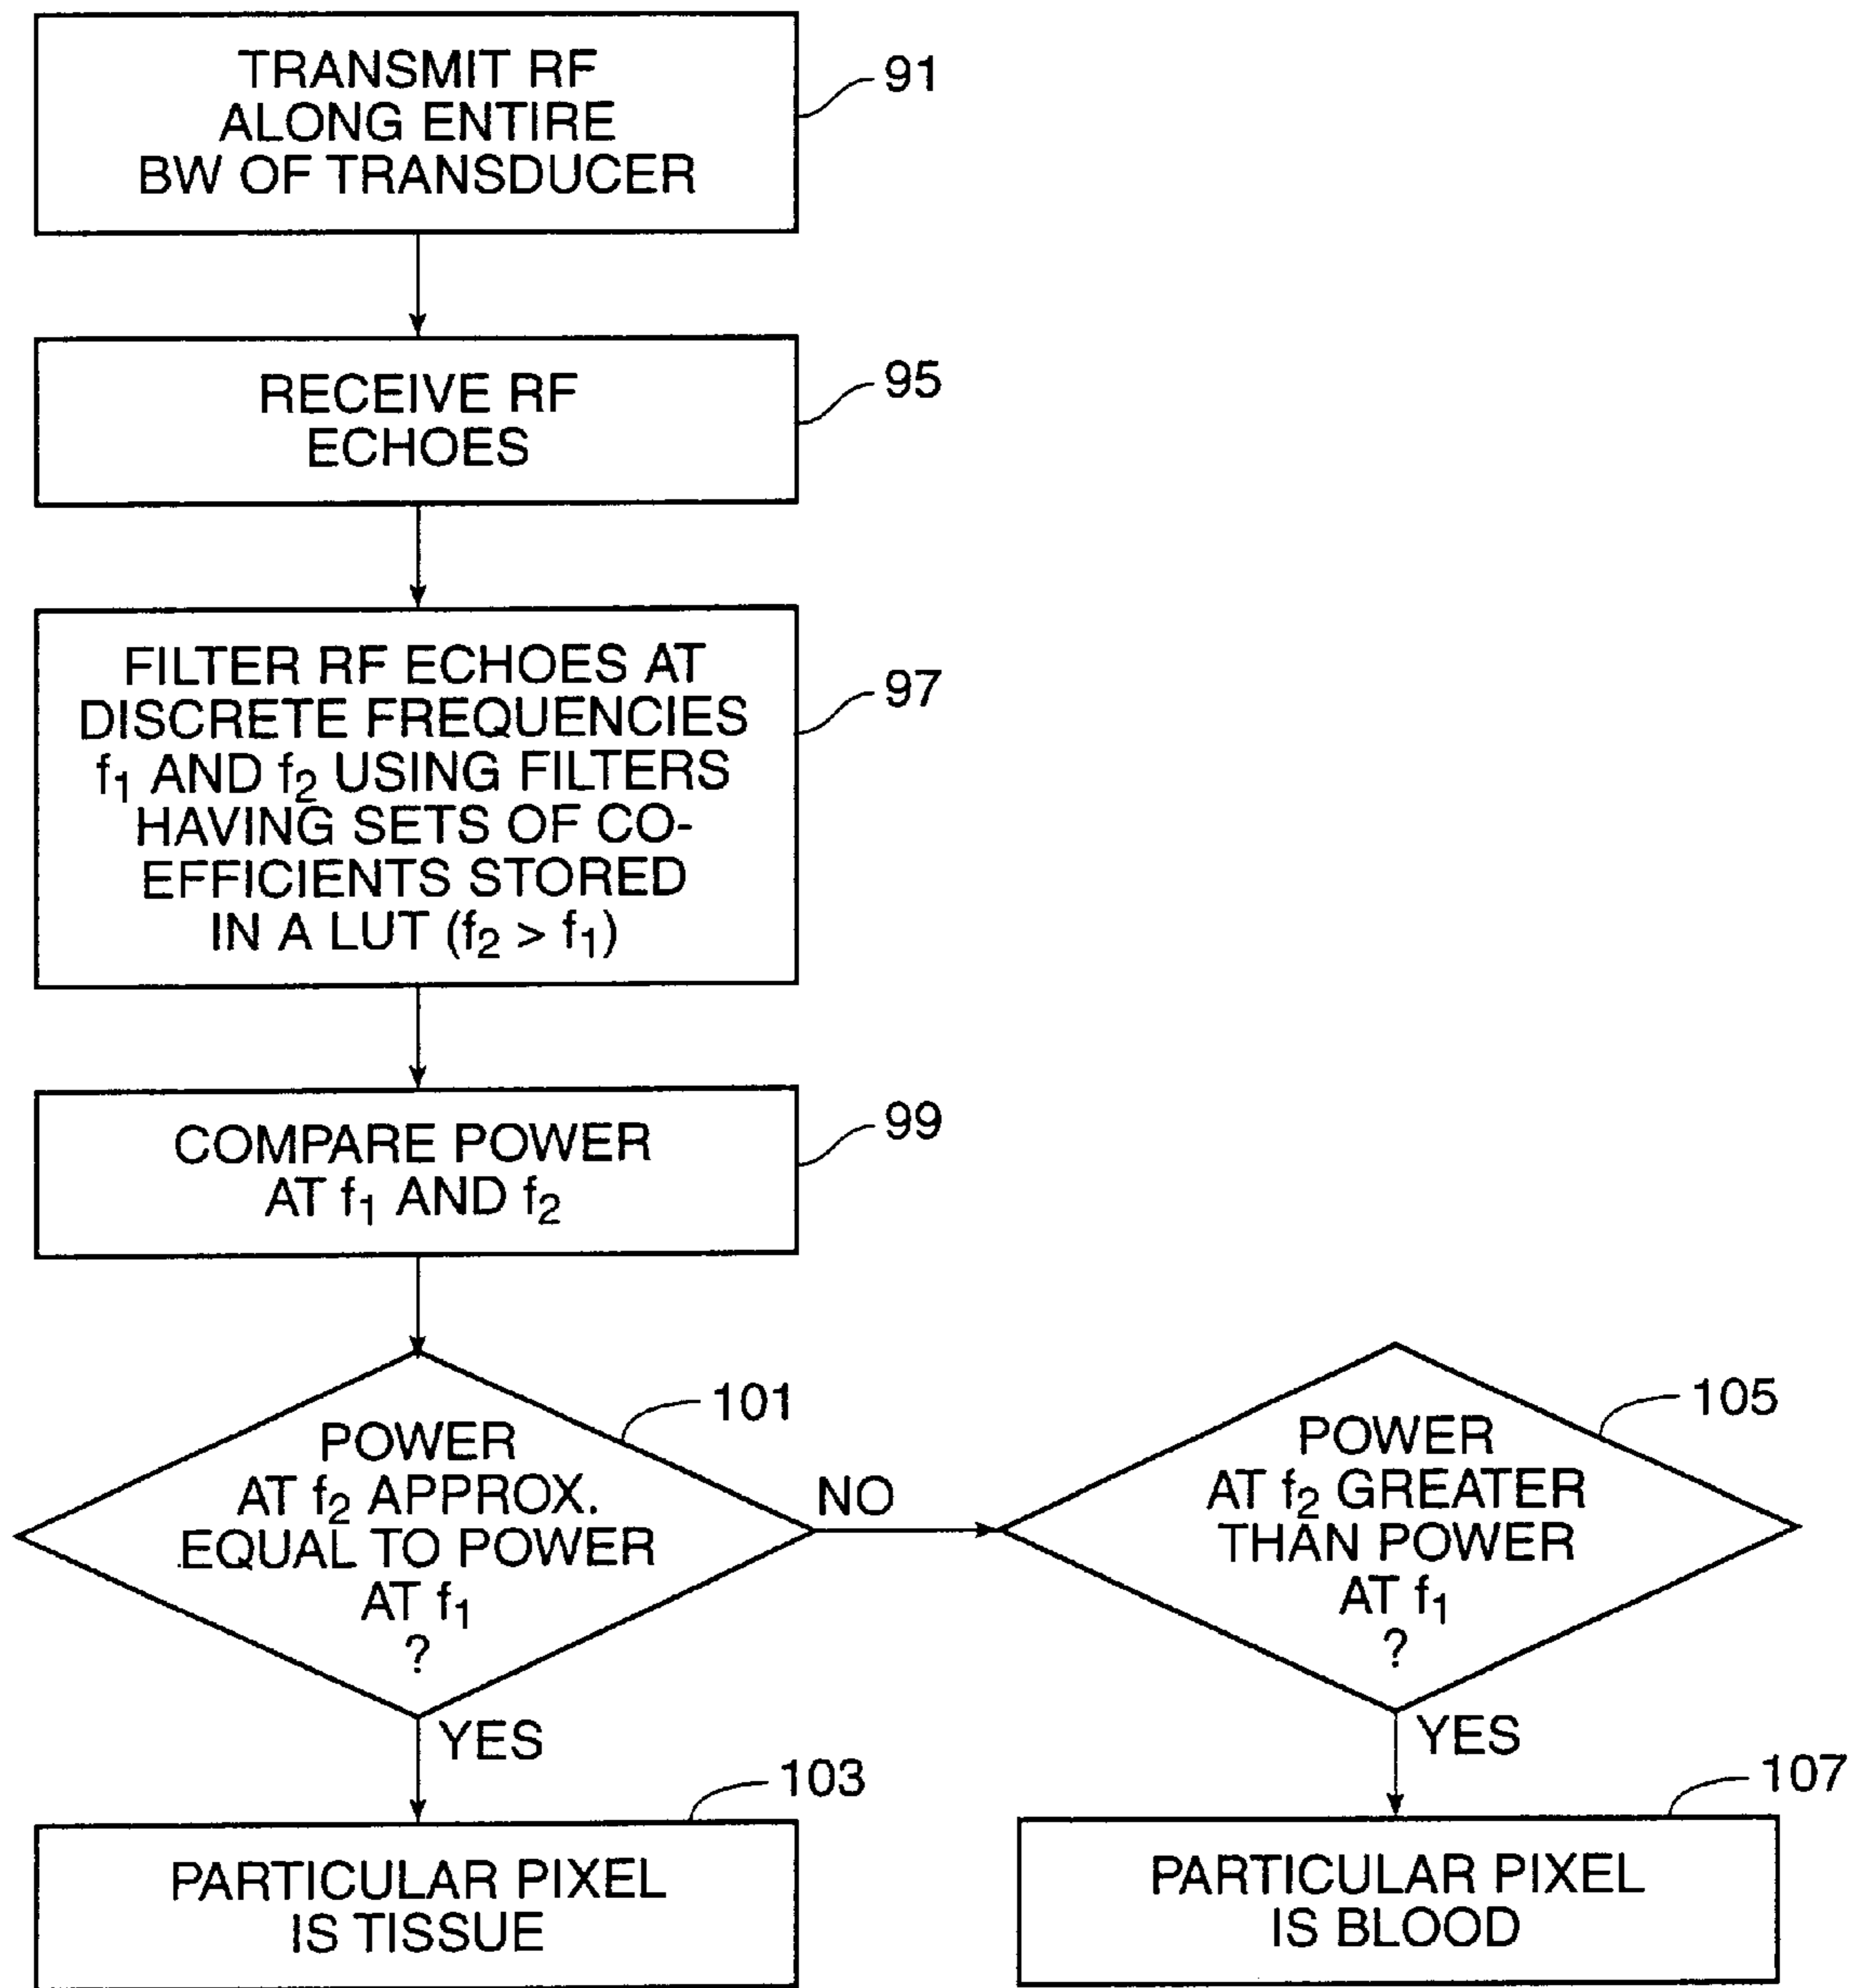 TRANSMIT RF
ALONG ENTIRE
BW OF TRANSDUCER
91
RECEIVE RF
ECHOES
95
FILTER RF ECHOES AT
DISCRETE FREQUENCIES
f₁ AND f₂ USING FILTERS
HAVING SETS OF CO-
EFFICIENTS STORED
IN A LUT (f₂ > f₁)
97
COMPARE POWER
AT f₁ AND f₂
99
POWER
AT f₂ APPROX.
EQUAL TO POWER
AT f₁
?
101
NO
POWER
AT f₂ GREATER
THAN POWER
AT f₁
?
105
YES
YES
PARTICULAR PIXEL
IS TISSUE
103
PARTICULAR PIXEL
IS BLOOD
107